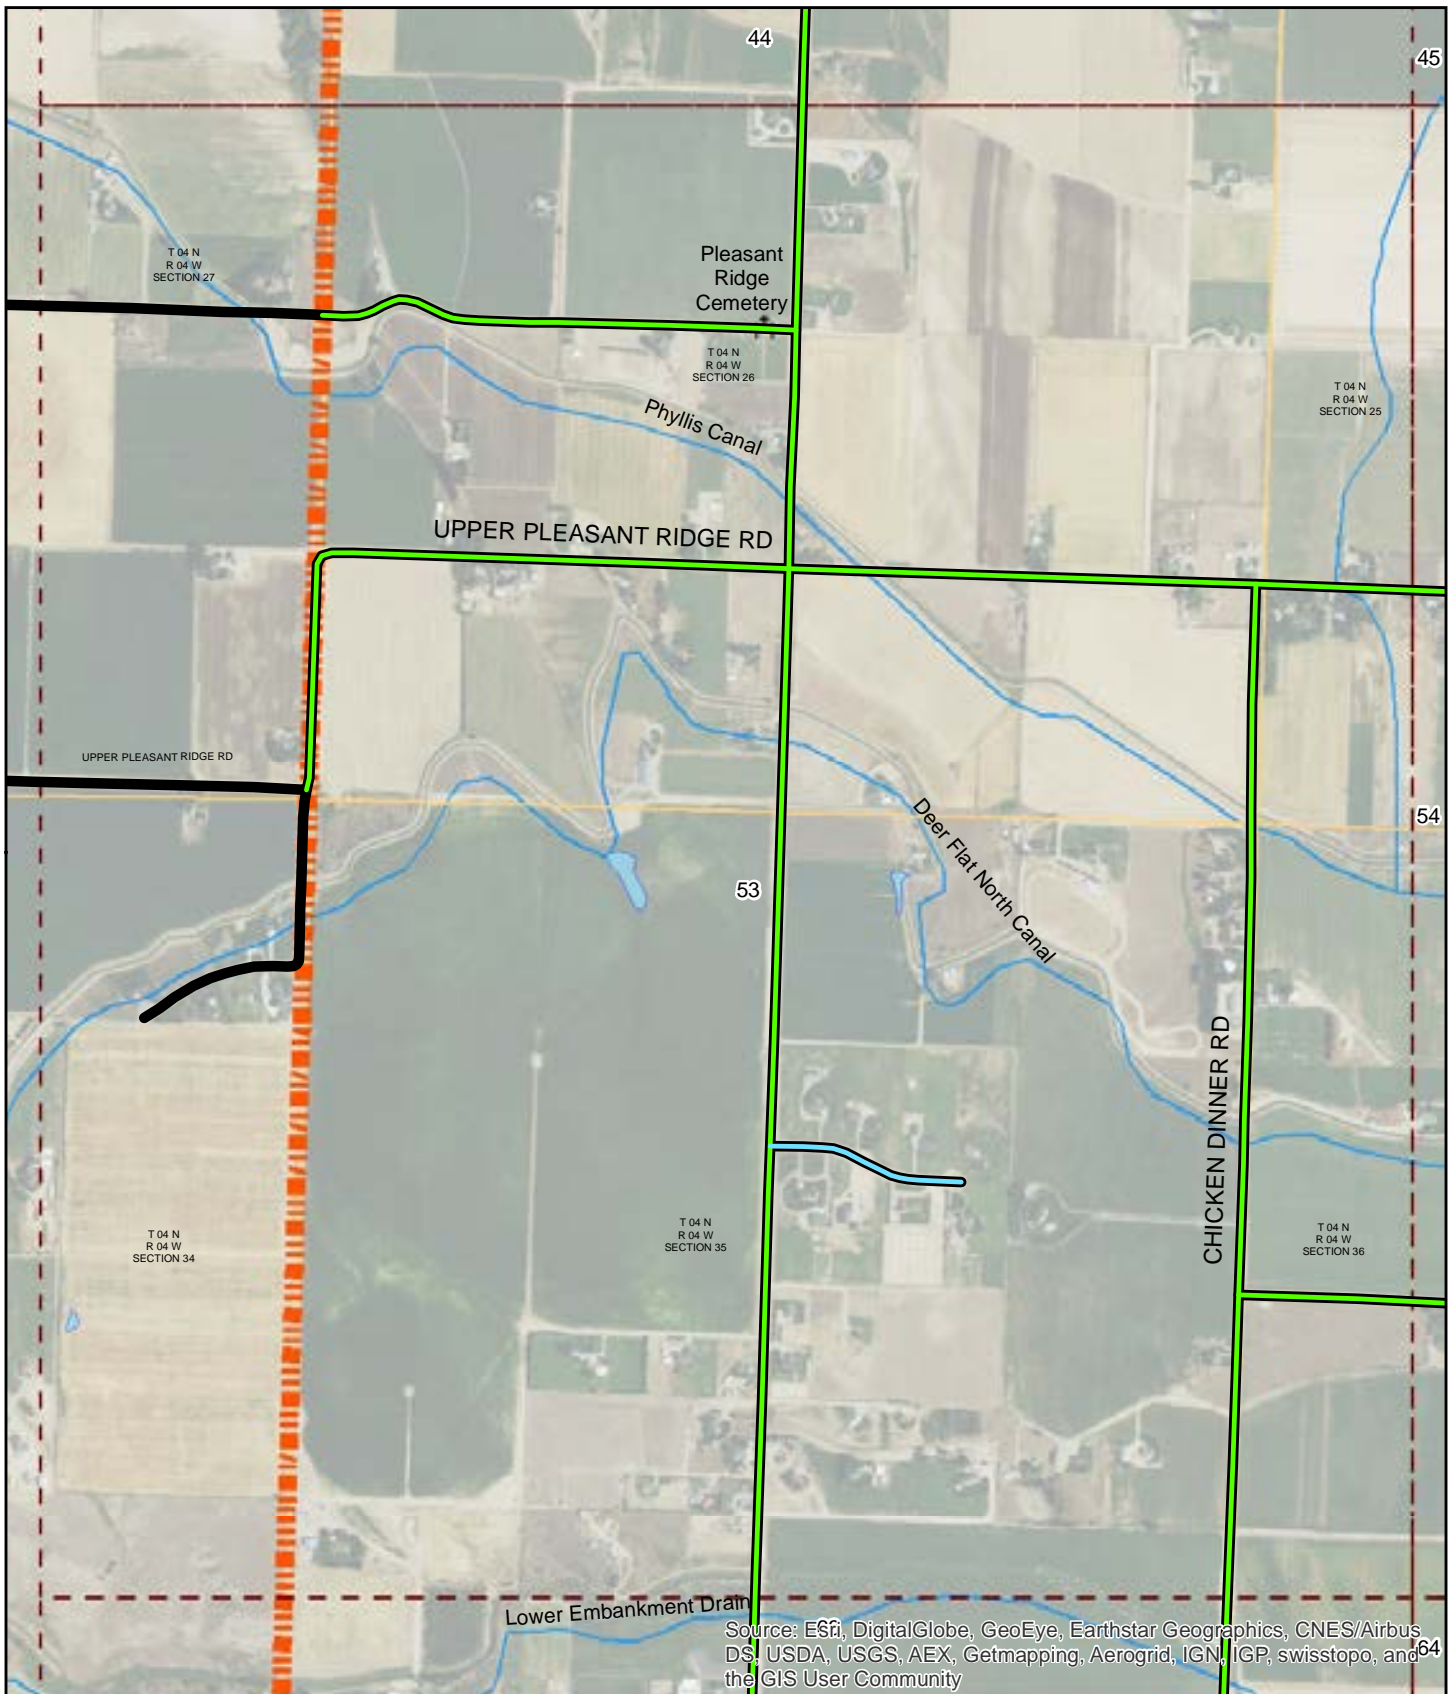 44
45
T 04 N
R 04 W
SECTION 27
Pleasant
Ridge
Cemetery
T 04 N
R 04 W
SECTION 26
T 04 N
R 04 W
SECTION 25
Phyllis Canal
UPPER PLEASANT RIDGE RD
UPPER PLEASANT RIDGE RD
54
Deer Flat North Canal
53
CHICKEN DINNER RD
T 04 N
R 04 W
SECTION 34
T 04 N
R 04 W
SECTION 35
T 04 N
R 04 W
SECTION 36
Lower Embankment Drain
Source: Esri, DigitalGlobe, GeoEye, Earthstar Geographics, CNES/Airbus
DS, USDA, USGS, AEX, Getmapping, Aerogrid, IGN, IGP, swisstopo, and
the GIS User Community
64